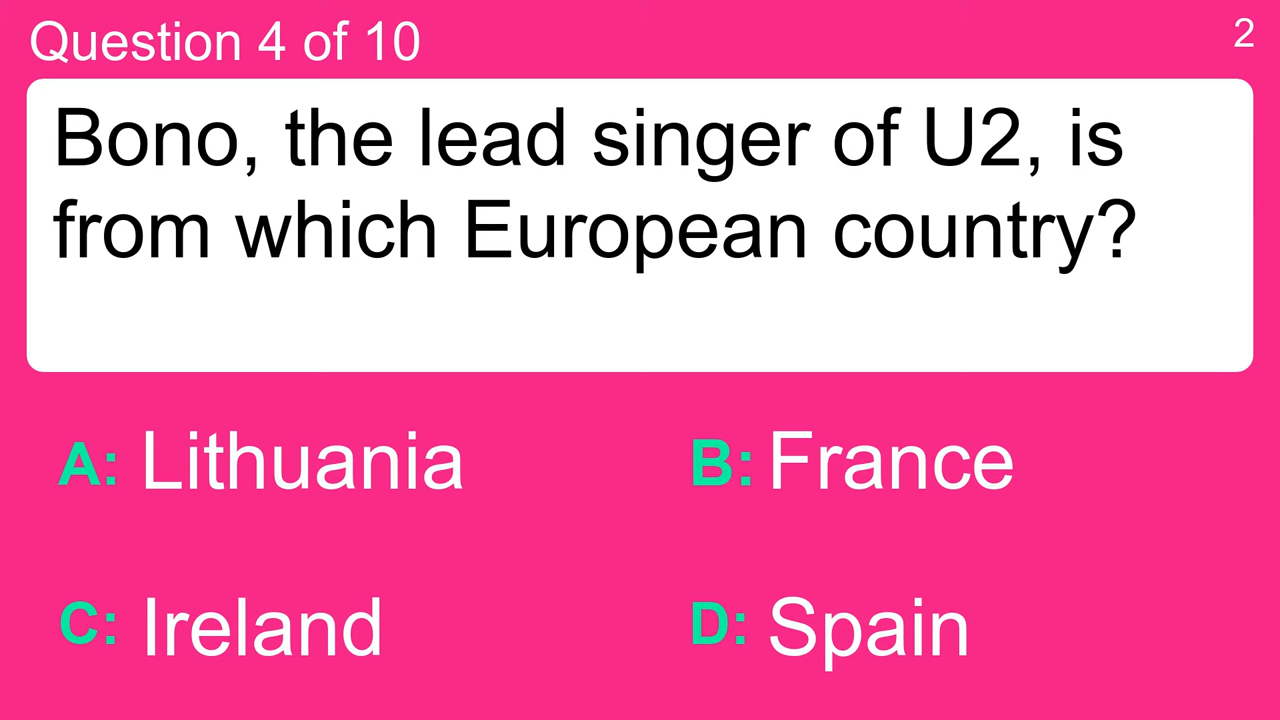 Question 4 of 10
2
Bono, the lead singer of U2, is
from which European country?
A: Lithuania
B: France
C: Ireland
D: Spain